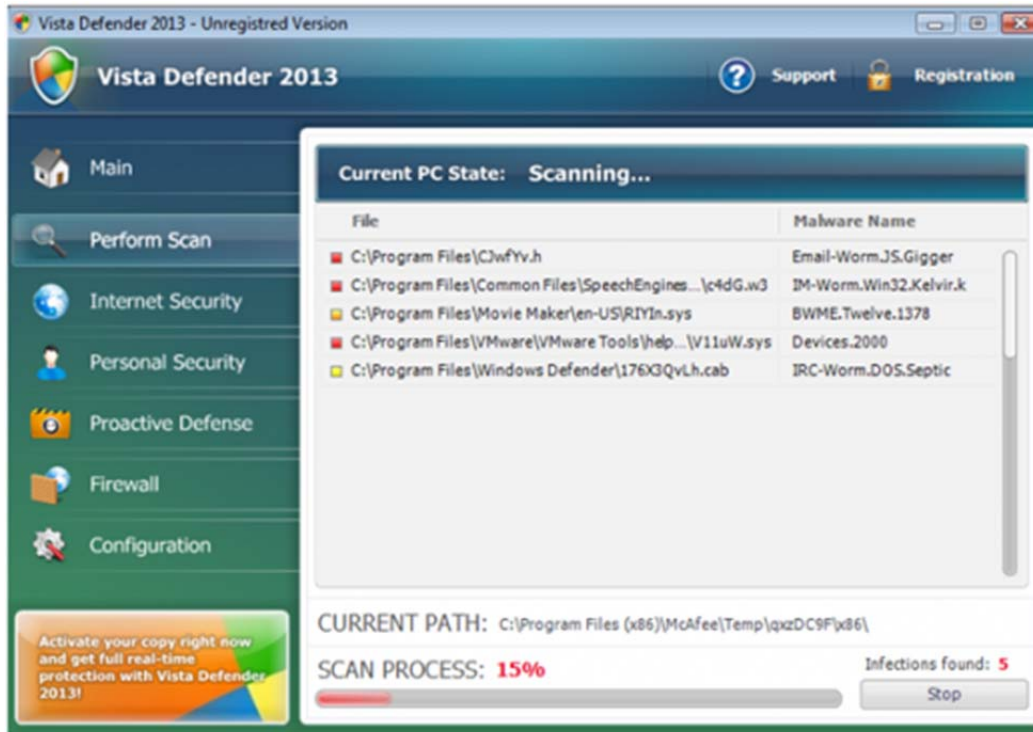 Vista Defender 2013 - Unregistred Version
Vista Defender 2013
Support
Registration
Main
Perform Scan
Internet Security
Personal Security
Proactive Defense
Firewall
Configuration
Activate your copy right now
and get full real-time
protection with Vista Defender
2013!
Current PC State: Scanning...
File Malware Name
C:\Program Files\CJwfYv.h Email-Worm.JS.Gigger
C:\Program Files\Common Files\SpeechEngines...\c4dG.w3 IM-Worm.Win32.Kelvir.k
C:\Program Files\Movie Maker\en-US\RIYIn.sys BWME.Twelve.1378
C:\Program Files\VMware\VMware Tools\help...\V11uW.sys Devices.2000
C:\Program Files\Windows Defender\176X3QvLh.cab IRC-Worm.DOS.Septic
CURRENT PATH: C:\Program Files (x86)\McAfee\Temp\qxzDC9F\x86\
SCAN PROCESS: 15%
Infections found: 5
Stop